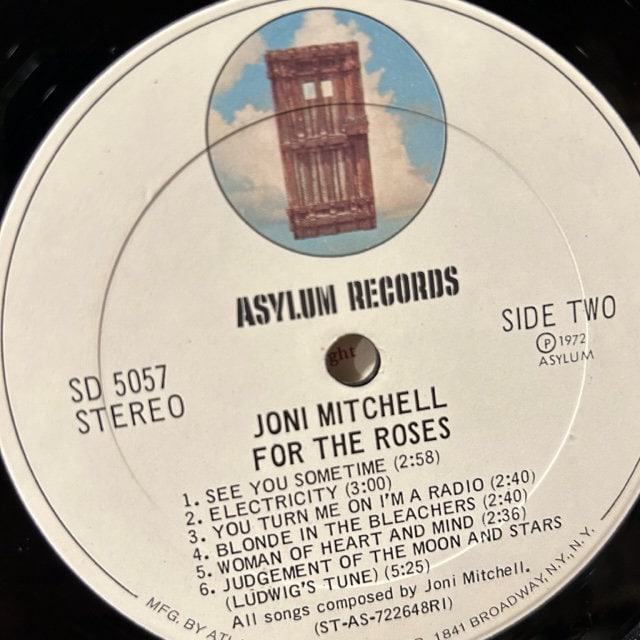 ASYLUM RECORDS
SIDE TWO
Ⓟ 1972
ASYLUM
SD 5057
STEREO
ght
JONI MITCHELL
FOR THE ROSES
1. SEE YOU SOMETIME (2:58)
2. ELECTRICITY (3:00)
3. YOU TURN ME ON I'M A RADIO (2:40)
4. BLONDE IN THE BLEACHERS (2:40)
5. WOMAN OF HEART AND MIND (2:36)
6. JUDGEMENT OF THE MOON AND STARS
(LUDWIG'S TUNE) (5:25)
All songs composed by Joni Mitchell.
(ST-AS-722648RI)
MFG. BY 1841 BROADWAY, N.Y., N.Y.